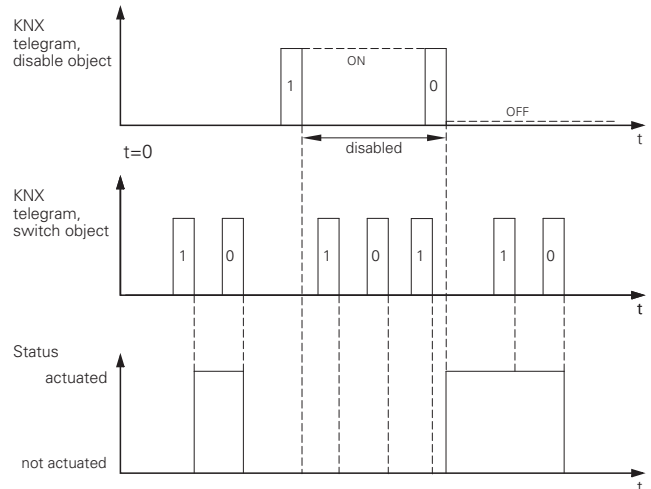 KNX
telegram,
disable object
1
ON
0
OFF
t
t=0
disabled
KNX
telegram,
switch object
1
0
1
0
1
1
0
t
Status
actuated
not actuated
t